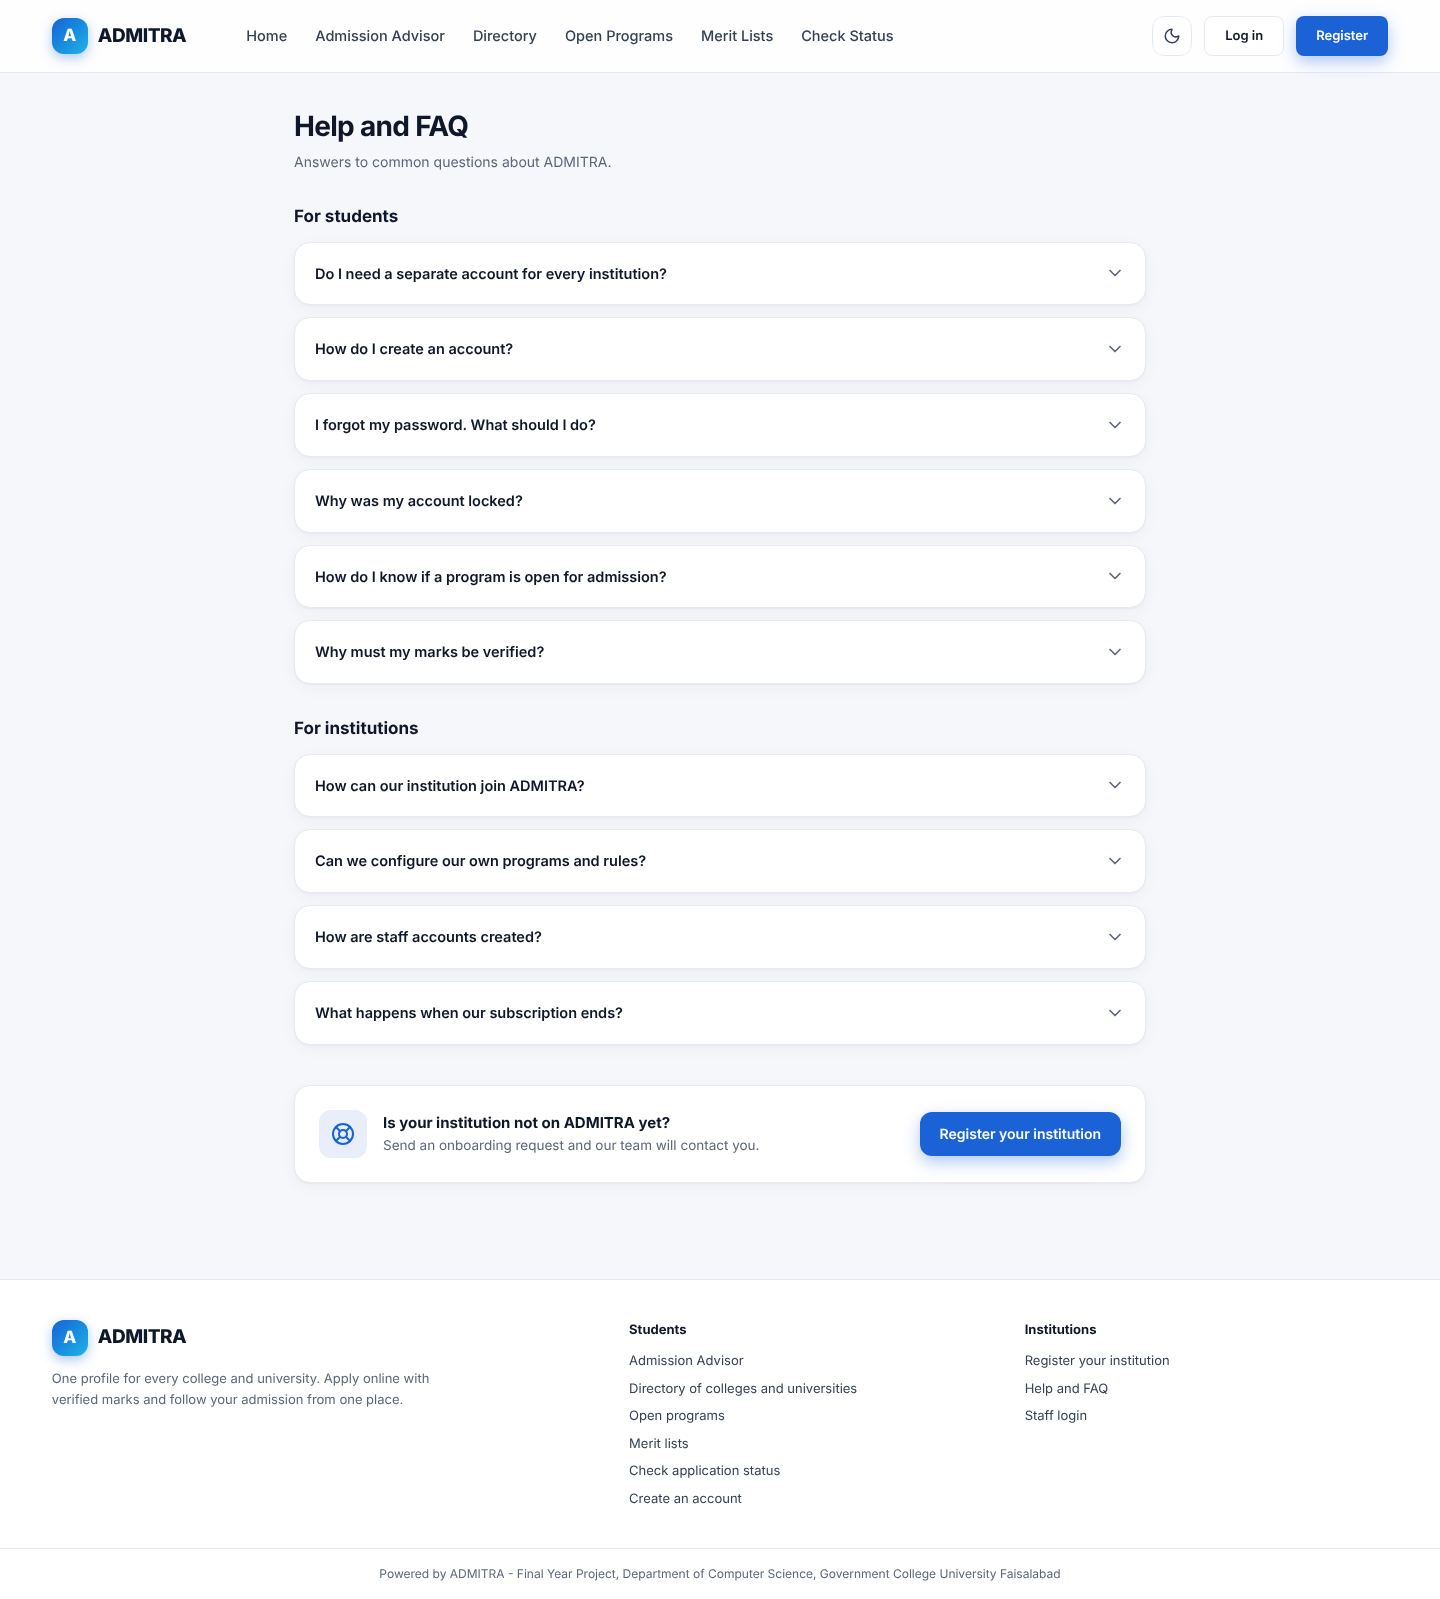 A ADMITRA Home Admission Advisor Directory Open Programs Merit Lists Check Status Log in Register
Help and FAQ
Answers to common questions about ADMITRA.
For students
Do I need a separate account for every institution?
How do I create an account?
I forgot my password. What should I do?
Why was my account locked?
How do I know if a program is open for admission?
Why must my marks be verified?
For institutions
How can our institution join ADMITRA?
Can we configure our own programs and rules?
How are staff accounts created?
What happens when our subscription ends?
Is your institution not on ADMITRA yet?
Send an onboarding request and our team will contact you.
Register your institution
A ADMITRA
One profile for every college and university. Apply online with
verified marks and follow your admission from one place.
Students
Admission Advisor
Directory of colleges and universities
Open programs
Merit lists
Check application status
Create an account
Institutions
Register your institution
Help and FAQ
Staff login
Powered by ADMITRA - Final Year Project, Department of Computer Science, Government College University Faisalabad